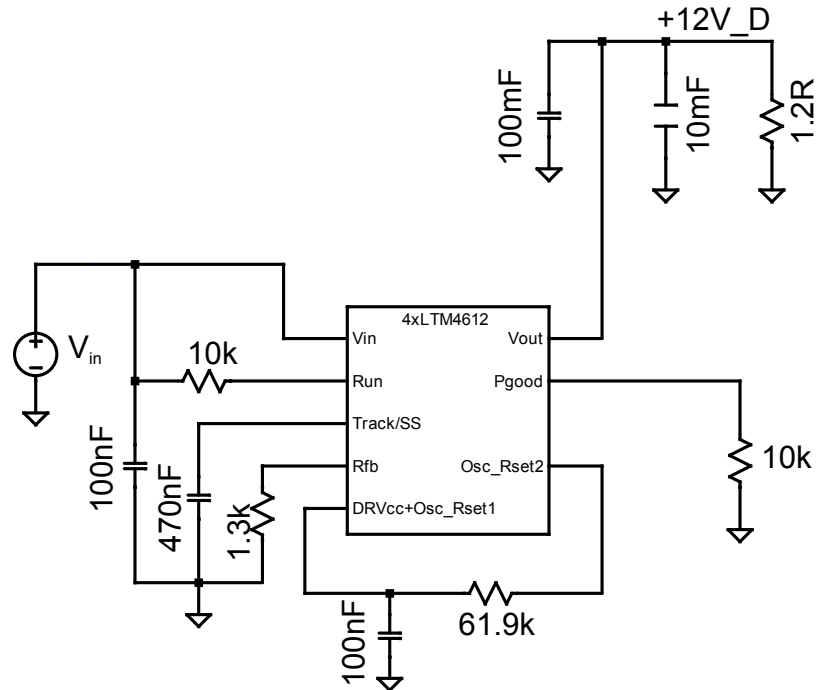 +12V_D
100mF
10mF
1.2R
4xLTM4612
Vin
Vout
Vin
10k
Run
Pgood
Track/SS
100nF
470nF
1.3k
Rfb
Osc_Rset2
10k
DRVcc+Osc_Rset1
100nF
61.9k